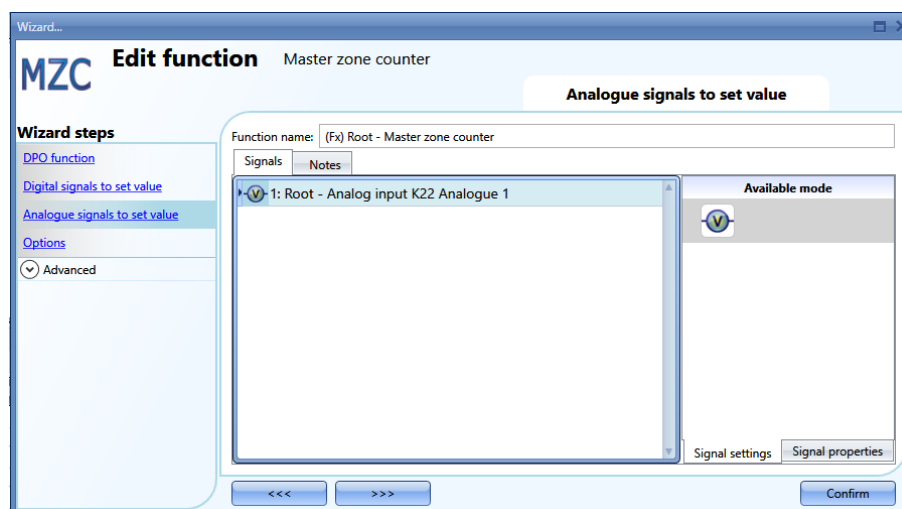 Wizard...
MZC
Edit function
Master zone counter
Analogue signals to set value
Wizard steps
DPO function
Digital signals to set value
Analogue signals to set value
Options
Advanced
Function name: (Fx) Root - Master zone counter
Signals
Notes
V 1: Root - Analog input K22 Analogue 1
Available mode
V
Signal settings
Signal properties
<<<
>>>
Confirm